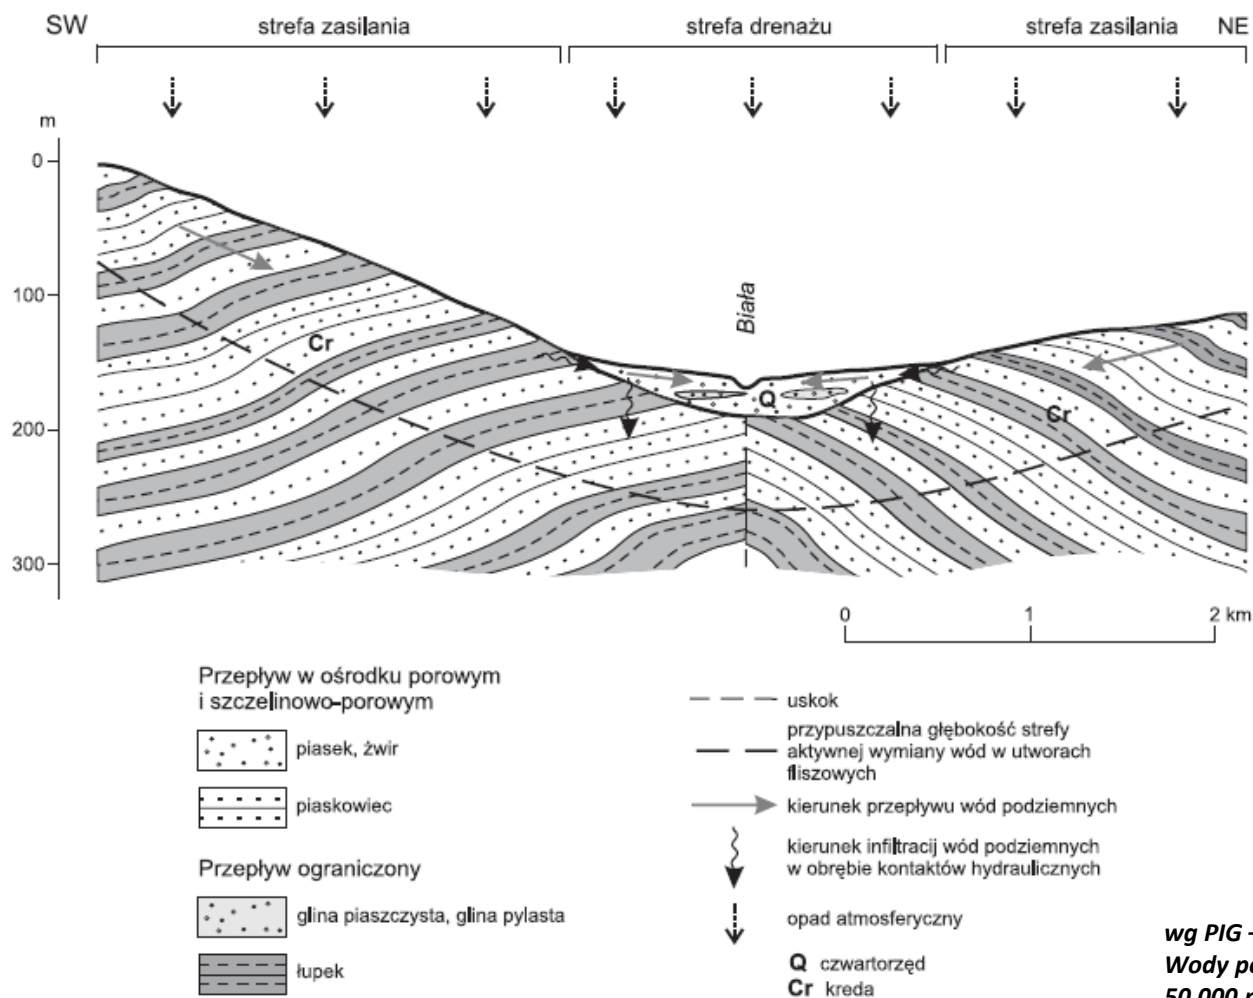 SW
strefa zasilania
strefa drenażu
strefa zasilania
NE
m
0
100
200
300
Biała
Cr
Q
Cr
0
1
2 km
Przepływ w ośrodku porowym
i szczelinowo-porowym
piasek, żwir
piaskowiec
Przepływ ograniczony
glina piaszczysta, glina pylasta
łupek
uskok
przypuszczalna głębokość strefy
aktywnej wymiany wód w utworach
fliszowych
kierunek przepływu wód podziemnych
kierunek infiltracij wód podziemnych
w obrębie kontaktów hydraulicznych
opad atmosferyczny
Q czwartorzęd
Cr kreda
wg PIG -
Wody
50 000